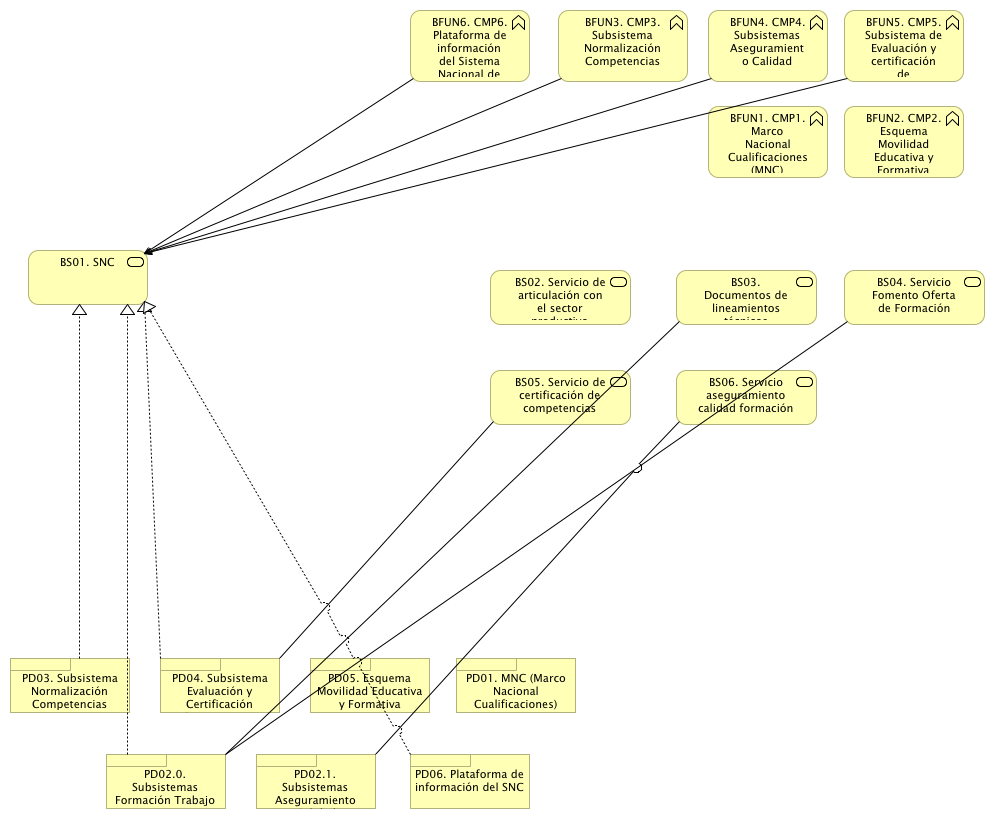 BFUN6. CMP6.
Plataforma de
información
del Sistema
Nacional de
BFUN3. CMP3.
Subsistema
Normalización
Competencias
BFUN4. CMP4.
Subsistemas
Aseguramient
o Calidad
BFUN5. CMP5.
Subsistema de
Evaluación y
certificación
de
BFUN1. CMP1.
Marco
Nacional
Cualificaciones
(MNC)
BFUN2. CMP2.
Esquema
Movilidad
Educativa y
Formativa
BS01. SNC
BS02. Servicio de
articulación con
el sector
productivo
BS03.
Documentos de
lineamientos
técnicos
BS04. Servicio
Fomento Oferta
de Formación
BS05. Servicio de
certificación de
competencias
BS06. Servicio
aseguramiento
calidad formación
PD03. Subsistema
Normalización
Competencias
PD04. Subsistema
Evaluación y
Certificación
PD05. Esquema
Movilidad Educativa
y Formativa
PD01. MNC (Marco
Nacional
Cualificaciones)
PD02.0.
Subsistemas
Formación Trabajo
PD02.1.
Subsistemas
Aseguramiento
PD06. Plataforma de
información del SNC